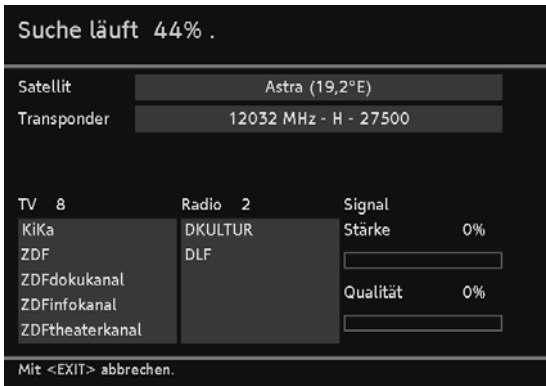 Suche läuft 44% .
Satellit Astra (19,2°E)
Transponder 12032 MHz - H - 27500
TV 8 Radio 2 Signal
KiKa DKULTUR Stärke 0%
ZDF DLF
ZDFdokukanal
ZDFinfokanal Qualität 0%
ZDFtheaterkanal
Mit <EXIT> abbrechen.